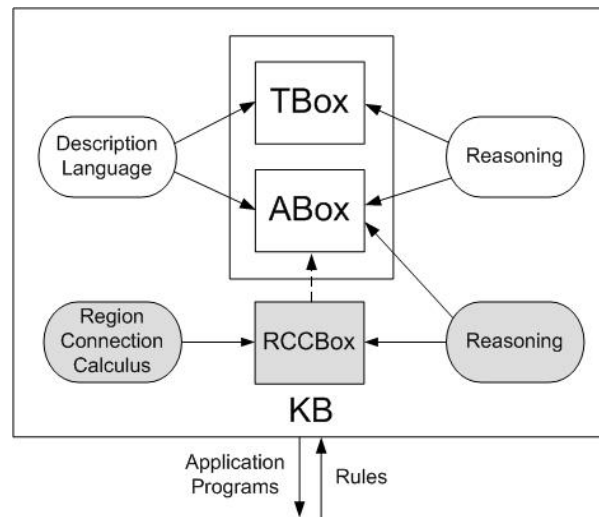 TBox
Description
Language
Reasoning
ABox
Region
Connection
Calculus
RCCBox
Reasoning
KB
Application
Programs
Rules